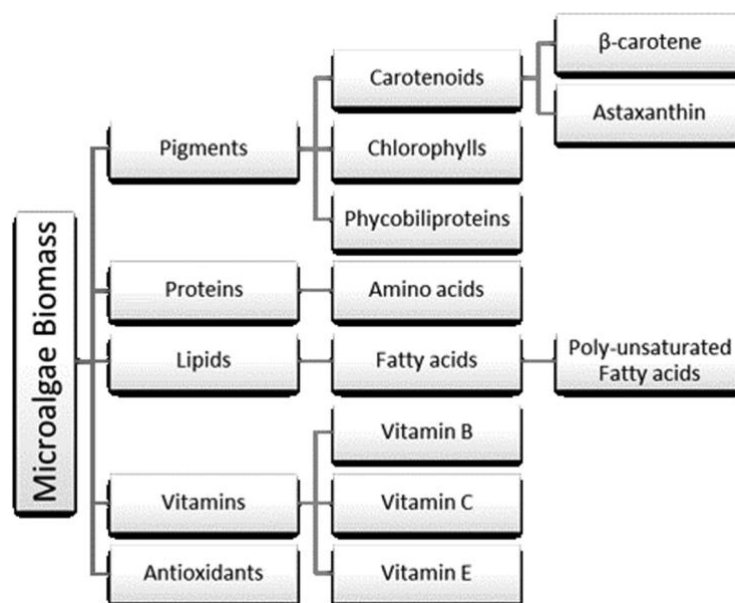 Microalgae Biomass
Pigments
Carotenoids
β-carotene
Astaxanthin
Chlorophylls
Phycobiliproteins
Proteins
Amino acids
Lipids
Fatty acids
Poly-unsaturated
Fatty acids
Vitamins
Vitamin B
Vitamin C
Vitamin E
Antioxidants